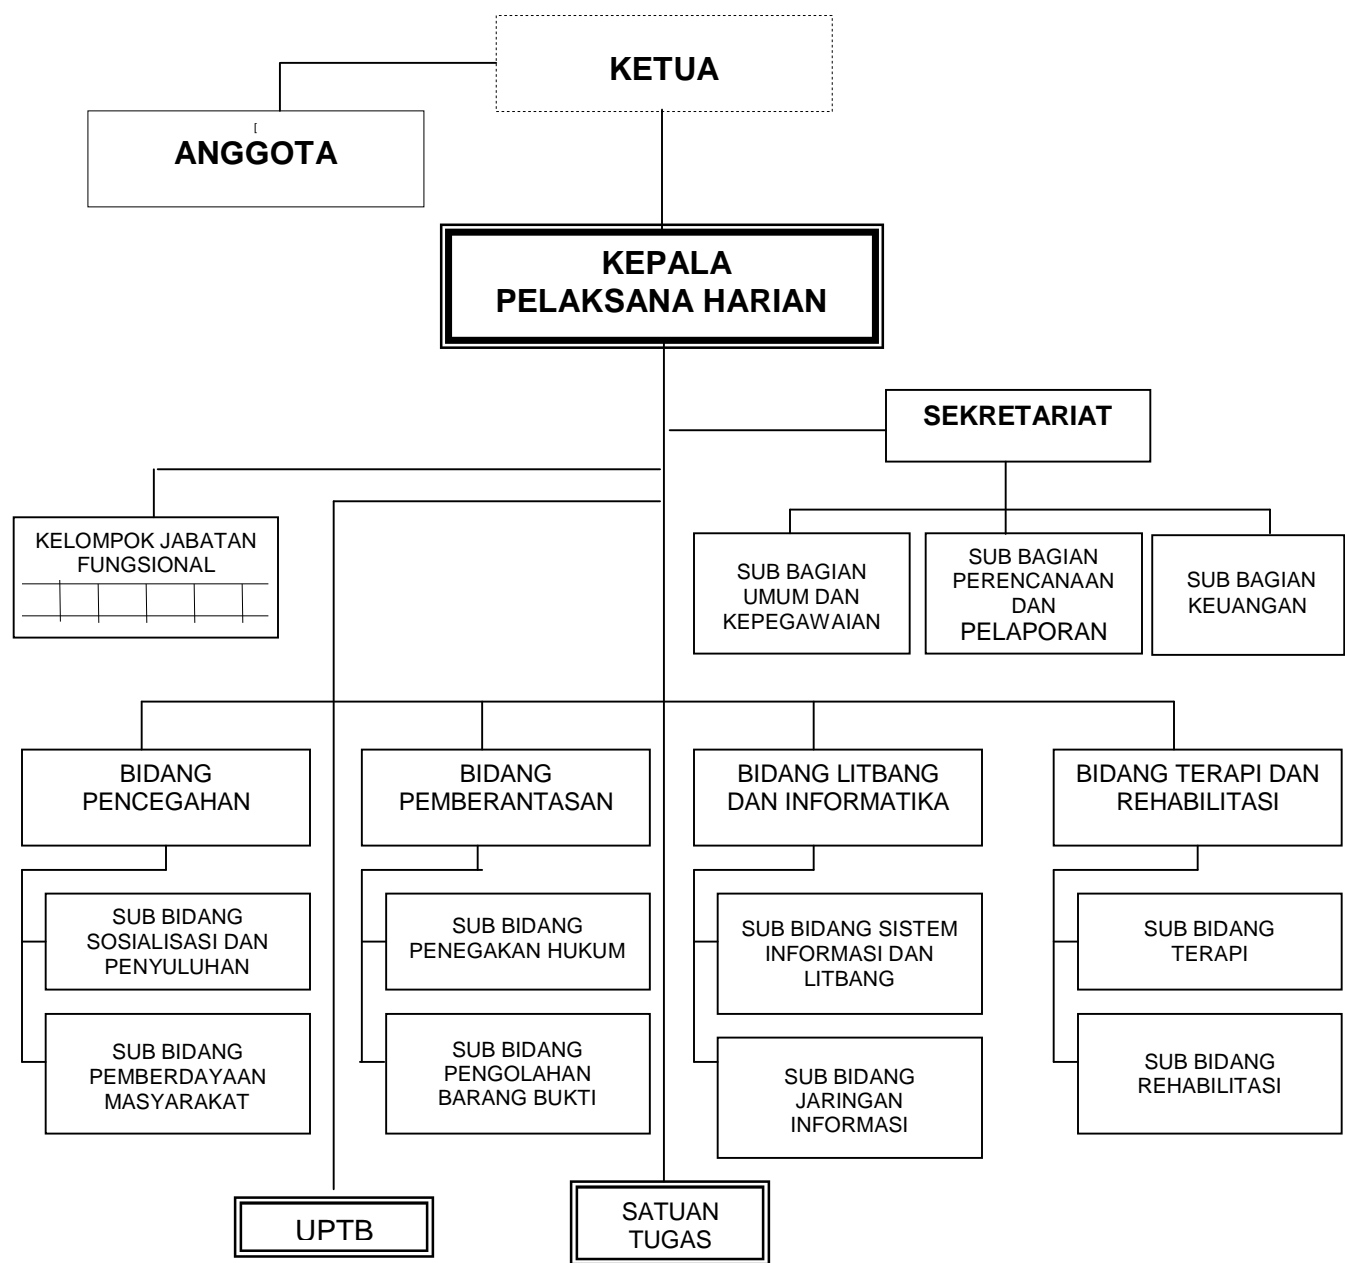 KETUA
[
ANGGOTA
KEPALA
PELAKSANA HARIAN
SEKRETARIAT
KELOMPOK JABATAN
FUNGSIONAL
SUB BAGIAN
UMUM DAN
KEPEGAWAIAN
SUB BAGIAN
PERENCANAAN
DAN
PELAPORAN
SUB BAGIAN
KEUANGAN
BIDANG
PENCEGAHAN
BIDANG
PEMBERANTASAN
BIDANG LITBANG
DAN INFORMATIKA
BIDANG TERAPI DAN
REHABILITASI
SUB BIDANG
SOSIALISASI DAN
PENYULUHAN
SUB BIDANG
PENEGAKAN HUKUM
SUB BIDANG SISTEM
INFORMASI DAN
LITBANG
SUB BIDANG
TERAPI
SUB BIDANG
PEMBERDAYAAN
MASYARAKAT
SUB BIDANG
PENGOLAHAN
BARANG BUKTI
SUB BIDANG
JARINGAN
INFORMASI
SUB BIDANG
REHABILITASI
UPTB
SATUAN
TUGAS